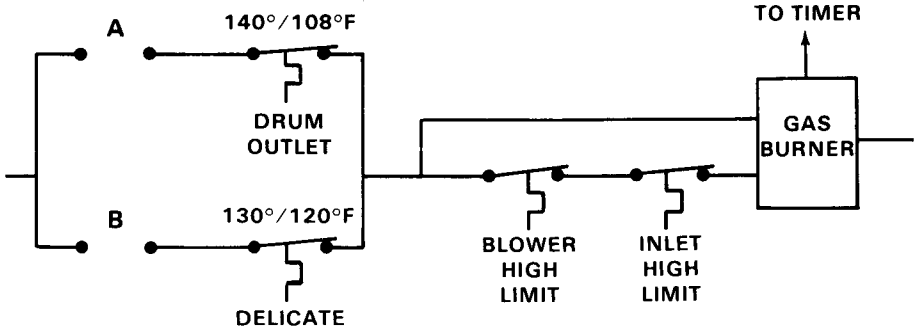 A
140°/108°F
DRUM
OUTLET
TO TIMER
GAS
BURNER
B
130°/120°F
DELICATE
BLOWER
HIGH
LIMIT
INLET
HIGH
LIMIT